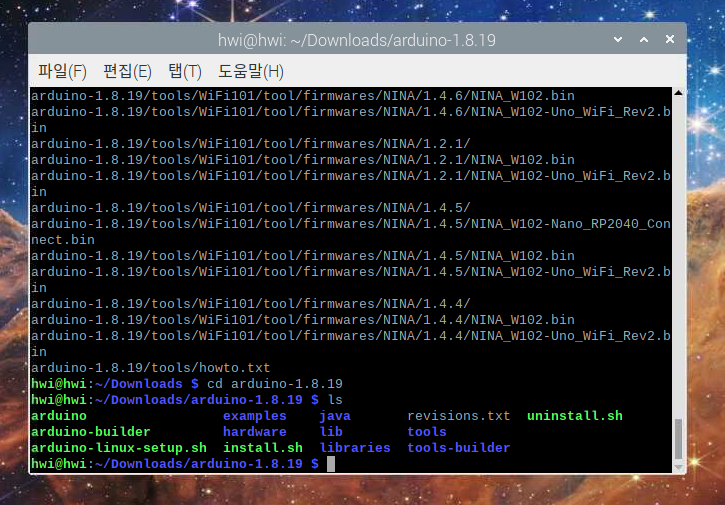 hwi@hwi: ~/Downloads/arduino-1.8.19
파일(F) 편집(E) 탭(T) 도움말(H)
arduino-1.8.19/tools/WiFi101/tool/firmwares/NINA/1.4.6/NINA_W102.bin
arduino-1.8.19/tools/WiFi101/tool/firmwares/NINA/1.4.6/NINA_W102-Uno_WiFi_Rev2.b
in
arduino-1.8.19/tools/WiFi101/tool/firmwares/NINA/1.2.1/
arduino-1.8.19/tools/WiFi101/tool/firmwares/NINA/1.2.1/NINA_W102.bin
arduino-1.8.19/tools/WiFi101/tool/firmwares/NINA/1.2.1/NINA_W102-Uno_WiFi_Rev2.b
in
arduino-1.8.19/tools/WiFi101/tool/firmwares/NINA/1.4.5/
arduino-1.8.19/tools/WiFi101/tool/firmwares/NINA/1.4.5/NINA_W102-Nano_RP2040_Con
nect.bin
arduino-1.8.19/tools/WiFi101/tool/firmwares/NINA/1.4.5/NINA_W102.bin
arduino-1.8.19/tools/WiFi101/tool/firmwares/NINA/1.4.5/NINA_W102-Uno_WiFi_Rev2.b
in
arduino-1.8.19/tools/WiFi101/tool/firmwares/NINA/1.4.4/
arduino-1.8.19/tools/WiFi101/tool/firmwares/NINA/1.4.4/NINA_W102.bin
arduino-1.8.19/tools/WiFi101/tool/firmwares/NINA/1.4.4/NINA_W102-Uno_WiFi_Rev2.b
in
arduino-1.8.19/tools/howto.txt
hwi@hwi:~/Downloads $ cd arduino-1.8.19
hwi@hwi:~/Downloads/arduino-1.8.19 $ ls
arduino examples java revisions.txt uninstall.sh
arduino-builder hardware lib tools
arduino-linux-setup.sh install.sh libraries tools-builder
hwi@hwi:~/Downloads/arduino-1.8.19 $